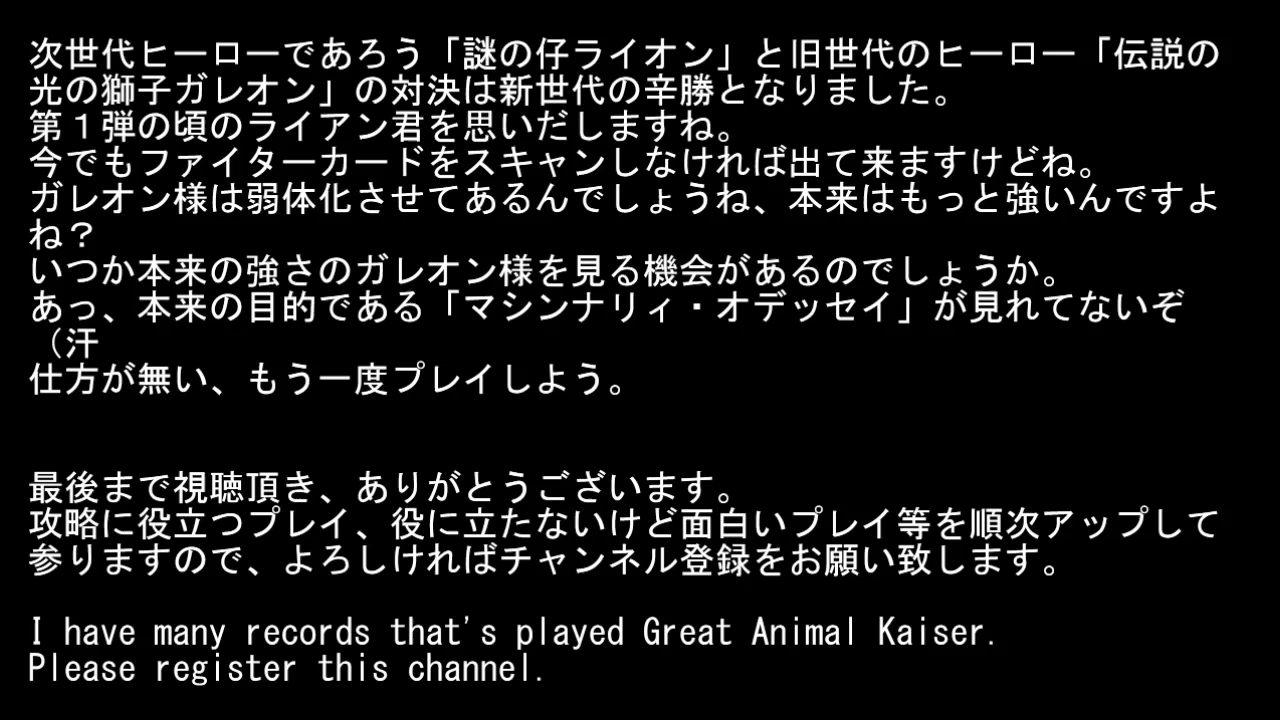 次世代ヒーローであろう「謎の仔ライオン」と旧世代のヒーロー「伝説の
光の獅子ガレオン」の対決は新世代の辛勝となりました。
第１弾の頃のライアン君を思いだしますね。
今でもファイターカードをスキャンしなければ出て来ますけどね。
ガレオン様は弱体化させてあるんでしょうね、本来はもっと強いんですよ
ね？
いつか本来の強さのガレオン様を見る機会があるのでしょうか。
あっ、本来の目的である「マシンナリィ・オデッセイ」が見れてないぞ
（汗
仕方が無い、もう一度プレイしよう。
最後まで視聴頂き、ありがとうございます。
攻略に役立つプレイ、役に立たないけど面白いプレイ等を順次アップして
参りますので、よろしければチャンネル登録をお願い致します。
I have many records that's played Great Animal Kaiser.
Please register this channel.